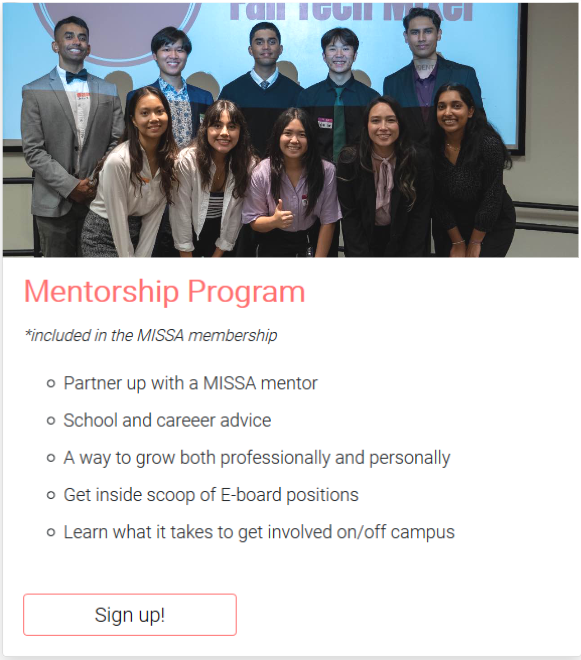 Fall Tech Mixer
Mentorship Program
*included in the MISSA membership
Partner up with a MISSA mentor
School and careeer advice
A way to grow both professionally and personally
Get inside scoop of E-board positions
Learn what it takes to get involved on/off campus
Sign up!